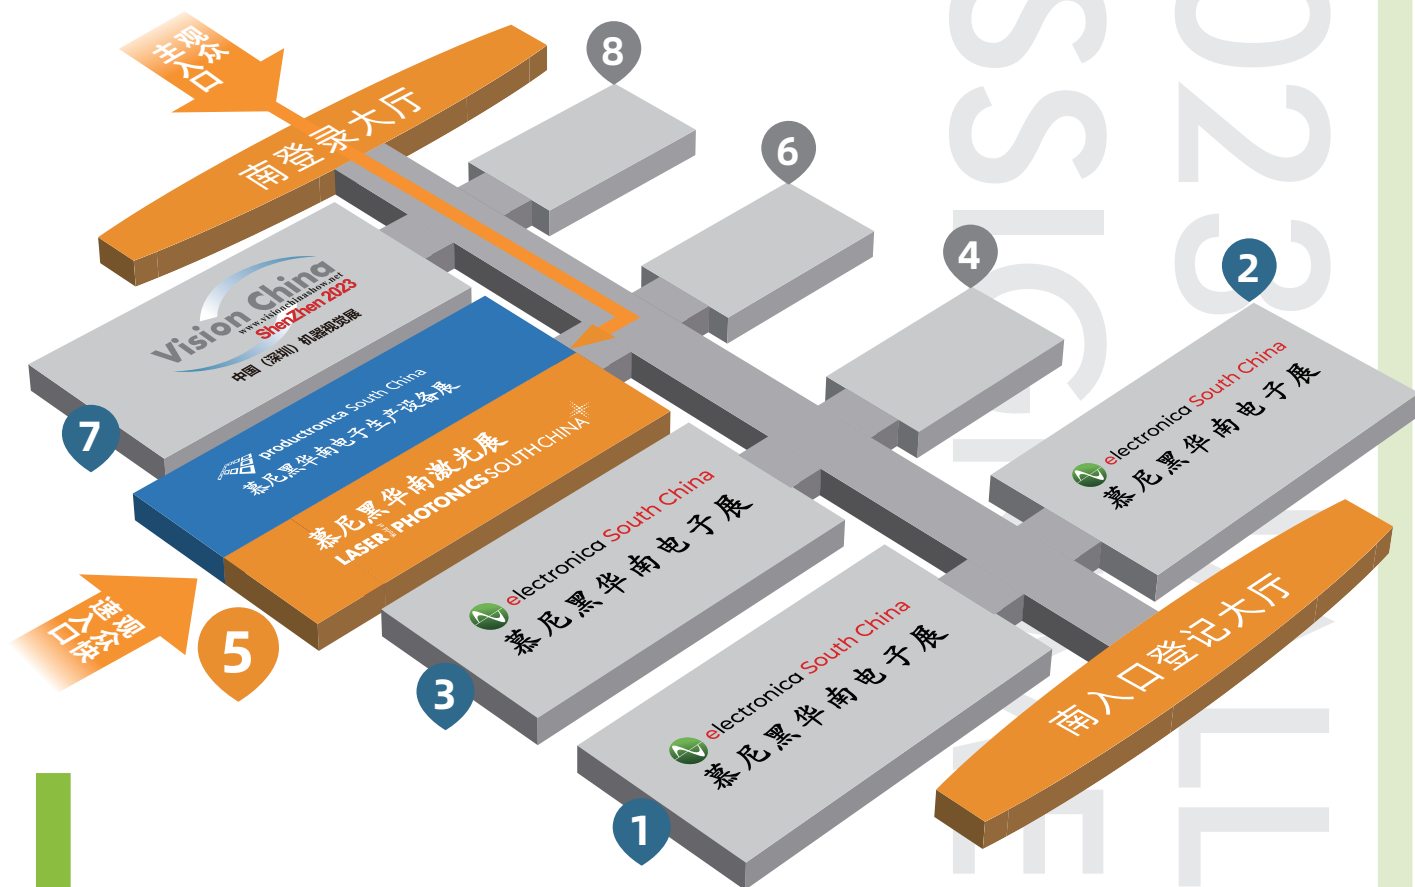 主观
入众
口
南登录大厅
8
6
4
2
Vision China
www.visionchinashow.net
ShenZhen 2023
中国（深圳）机器视觉展
7
productronica South China
慕尼黑华南电子生产设备展
慕尼黑华南激光展
LASER PHOTONICS SOUTH CHINA
速观
入众
口快
5
electronica South China
慕尼黑华南电子展
3
electronica South China
慕尼黑华南电子展
1
electronica South China
慕尼黑华南电子展
南入口登记大厅
023